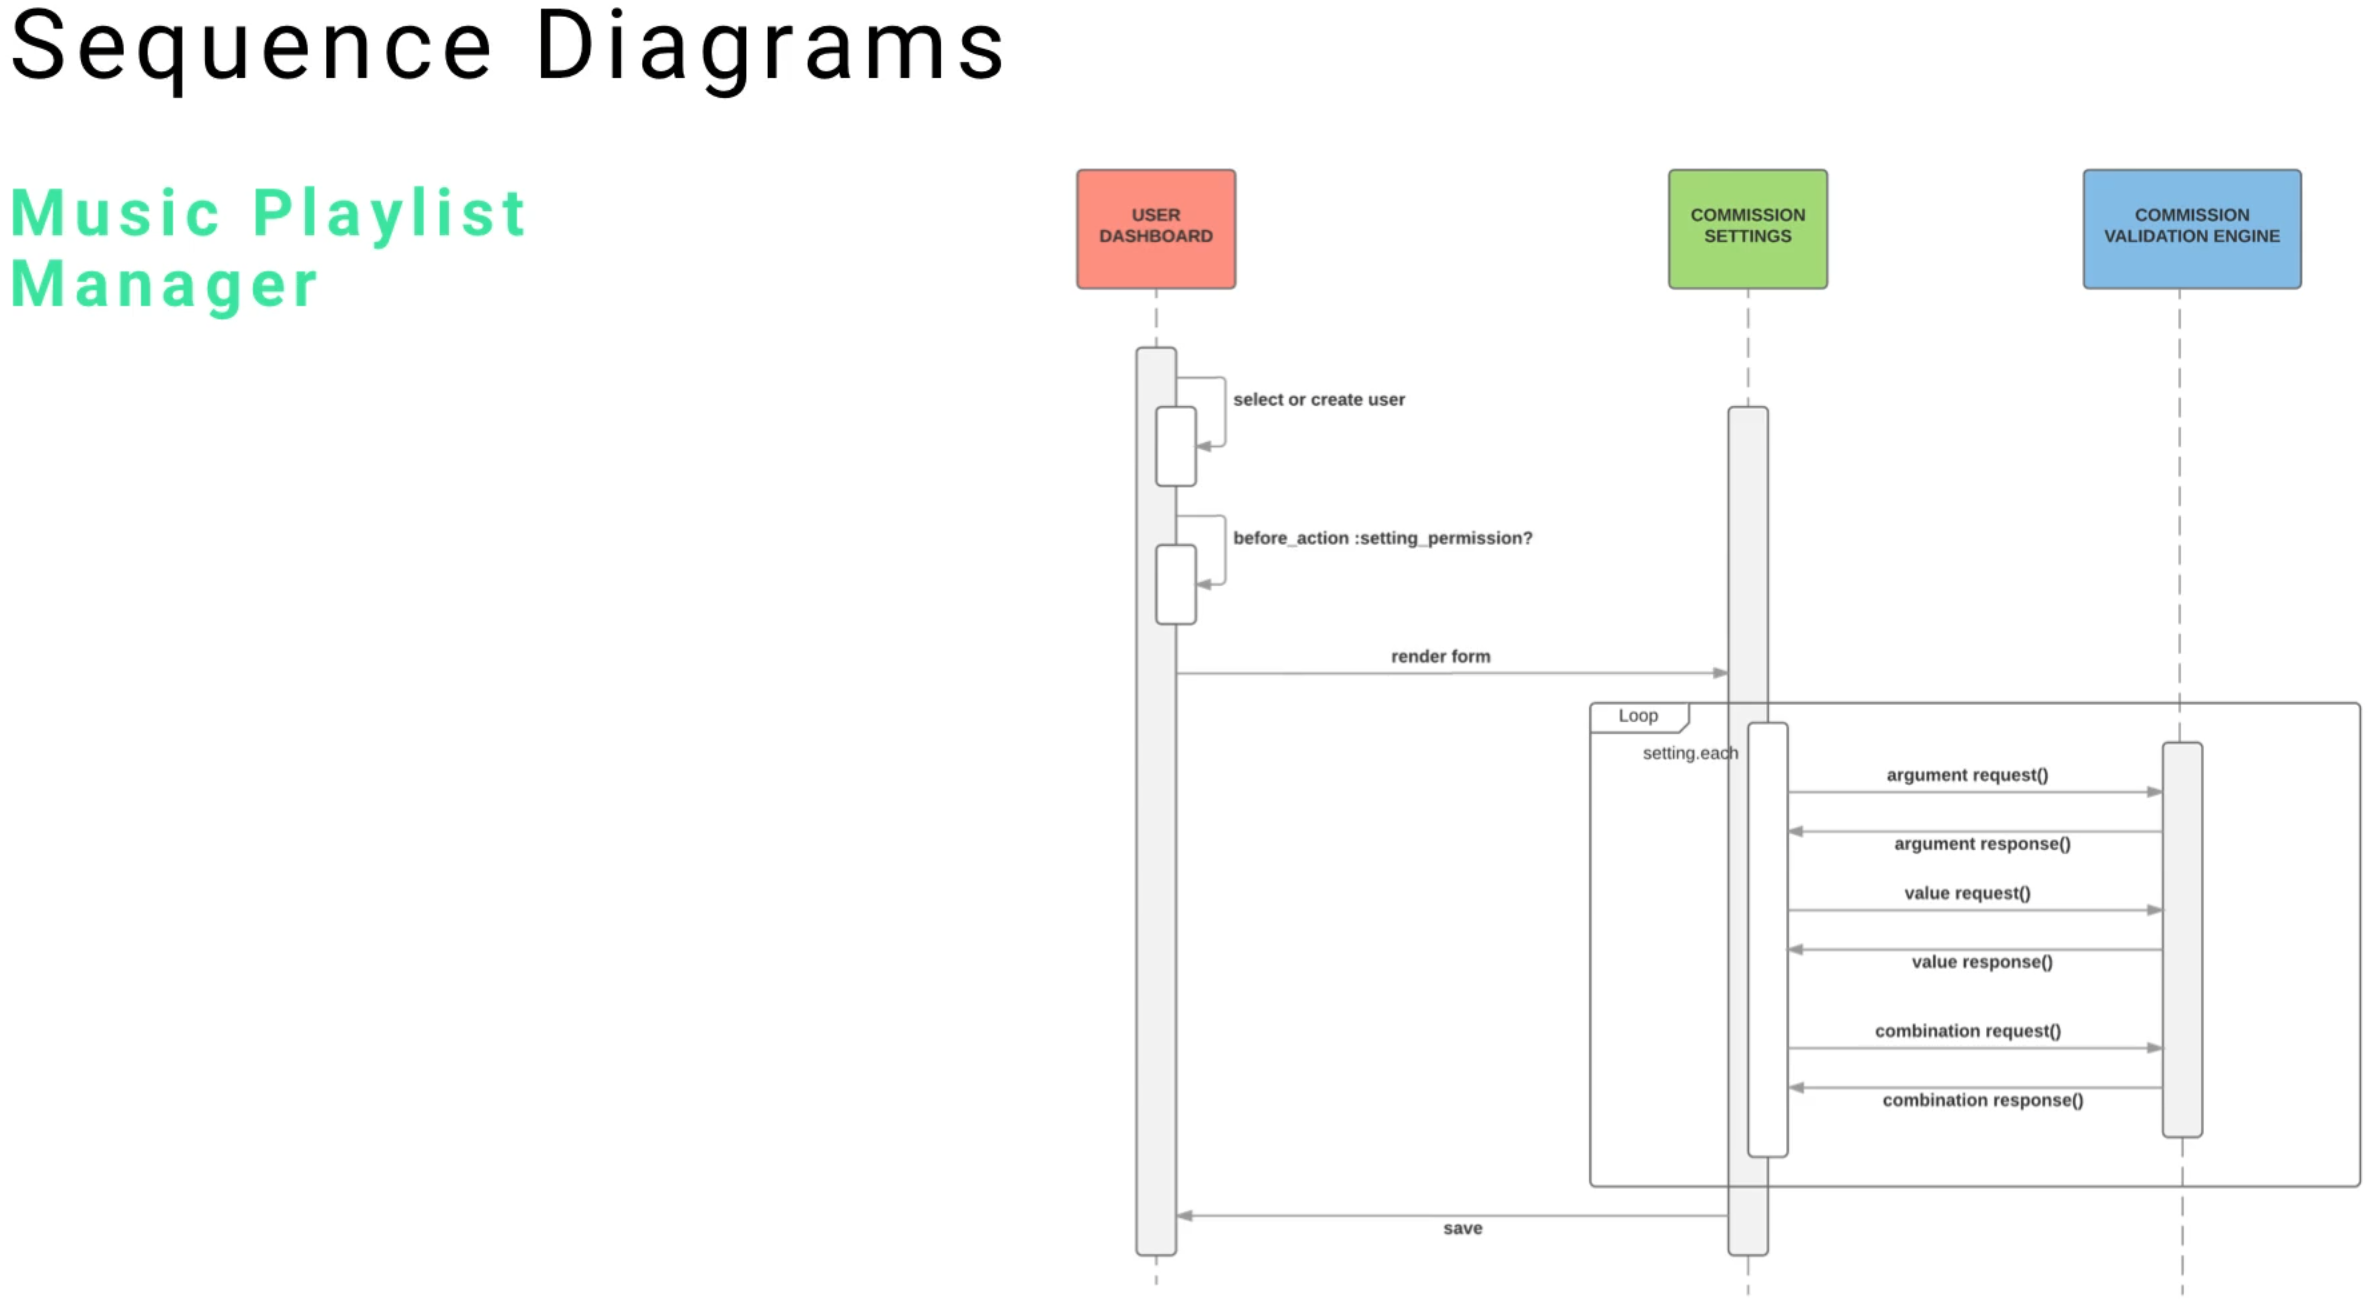 Sequence Diagrams
Music Playlist
Manager
USER
DASHBOARD
COMMISSION
SETTINGS
COMMISSION
VALIDATION ENGINE
select or create user
before_action :setting_permission?
render form
Loop
setting.each
argument request()
argument response()
value request()
value response()
combination request()
combination response()
save